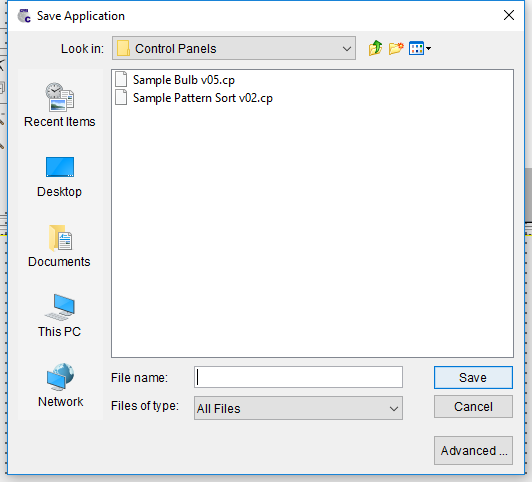 Save Application
Look in: Control Panels
Sample Bulb v05.cp
Sample Pattern Sort v02.cp
Recent Items
Desktop
Documents
This PC
Network
File name: Save
Files of type: All Files Cancel
Advanced ...